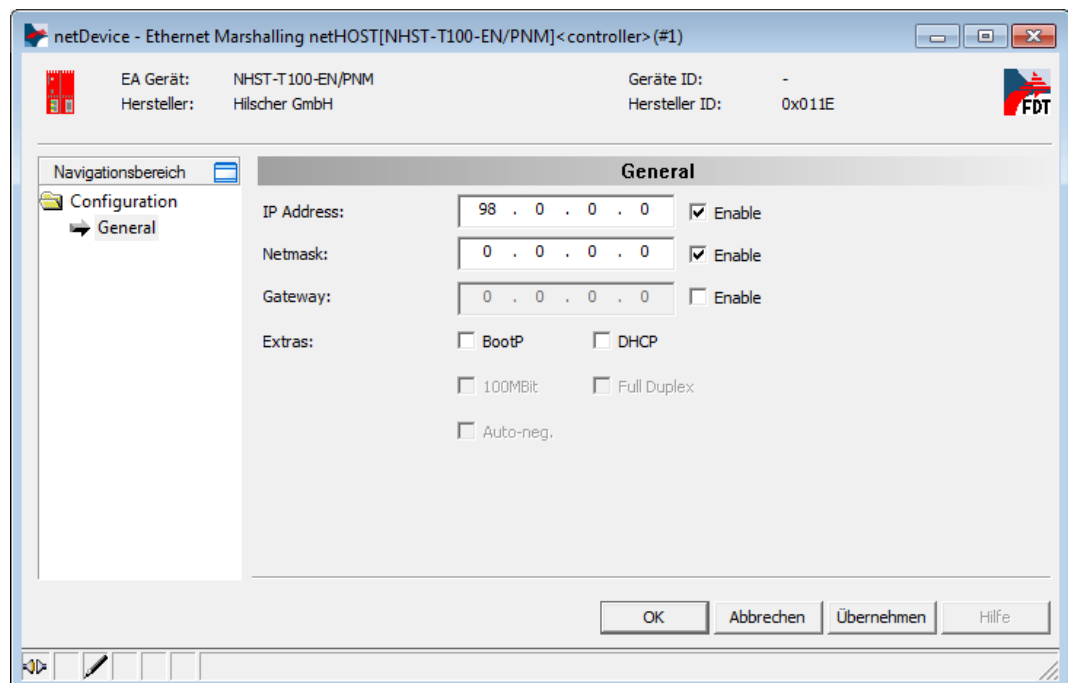 netDevice - Ethernet Marshalling netHOST[NHST-T100-EN/PNM]<controller>(#1)
EA Gerät: NHST-T100-EN/PNM Geräte ID: -
Hersteller: Hilscher GmbH Hersteller ID: 0x011E
FDT
Navigationsbereich
General
Configuration
General
IP Address: 98 . 0 . 0 . 0 Enable
Netmask: 0 . 0 . 0 . 0 Enable
Gateway: 0 . 0 . 0 . 0 Enable
Extras: BootP DHCP
100MBit Full Duplex
Auto-neg.
OK Abbrechen Übernehmen Hilfe